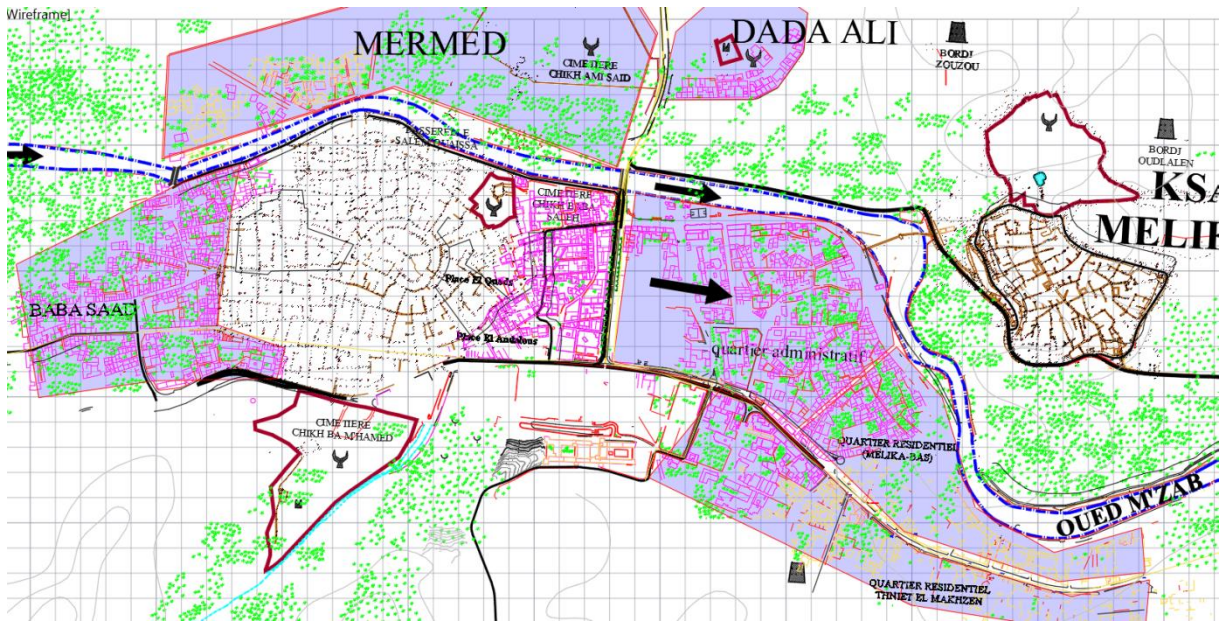 Wireframe]
MERMED
DADA ALI
CIMETIERE
CHIKH AMI SAID
BORDJ
ZOUZOU
BORDJ
OUDLALEN
KSA
MELIK
CIMETIERE
CHIKH BABA
SALEH
Place El Quods
BABA SAAD
Place El Andalous
quartier administratif
CIMETIERE
CHIKH BA M'HAMED
QUARTIER RESIDENTIEL
(MELIKA-BAS)
OUED M'ZAB
QUARTIER RESIDENTIEL
THNIET EL MAKHZEN